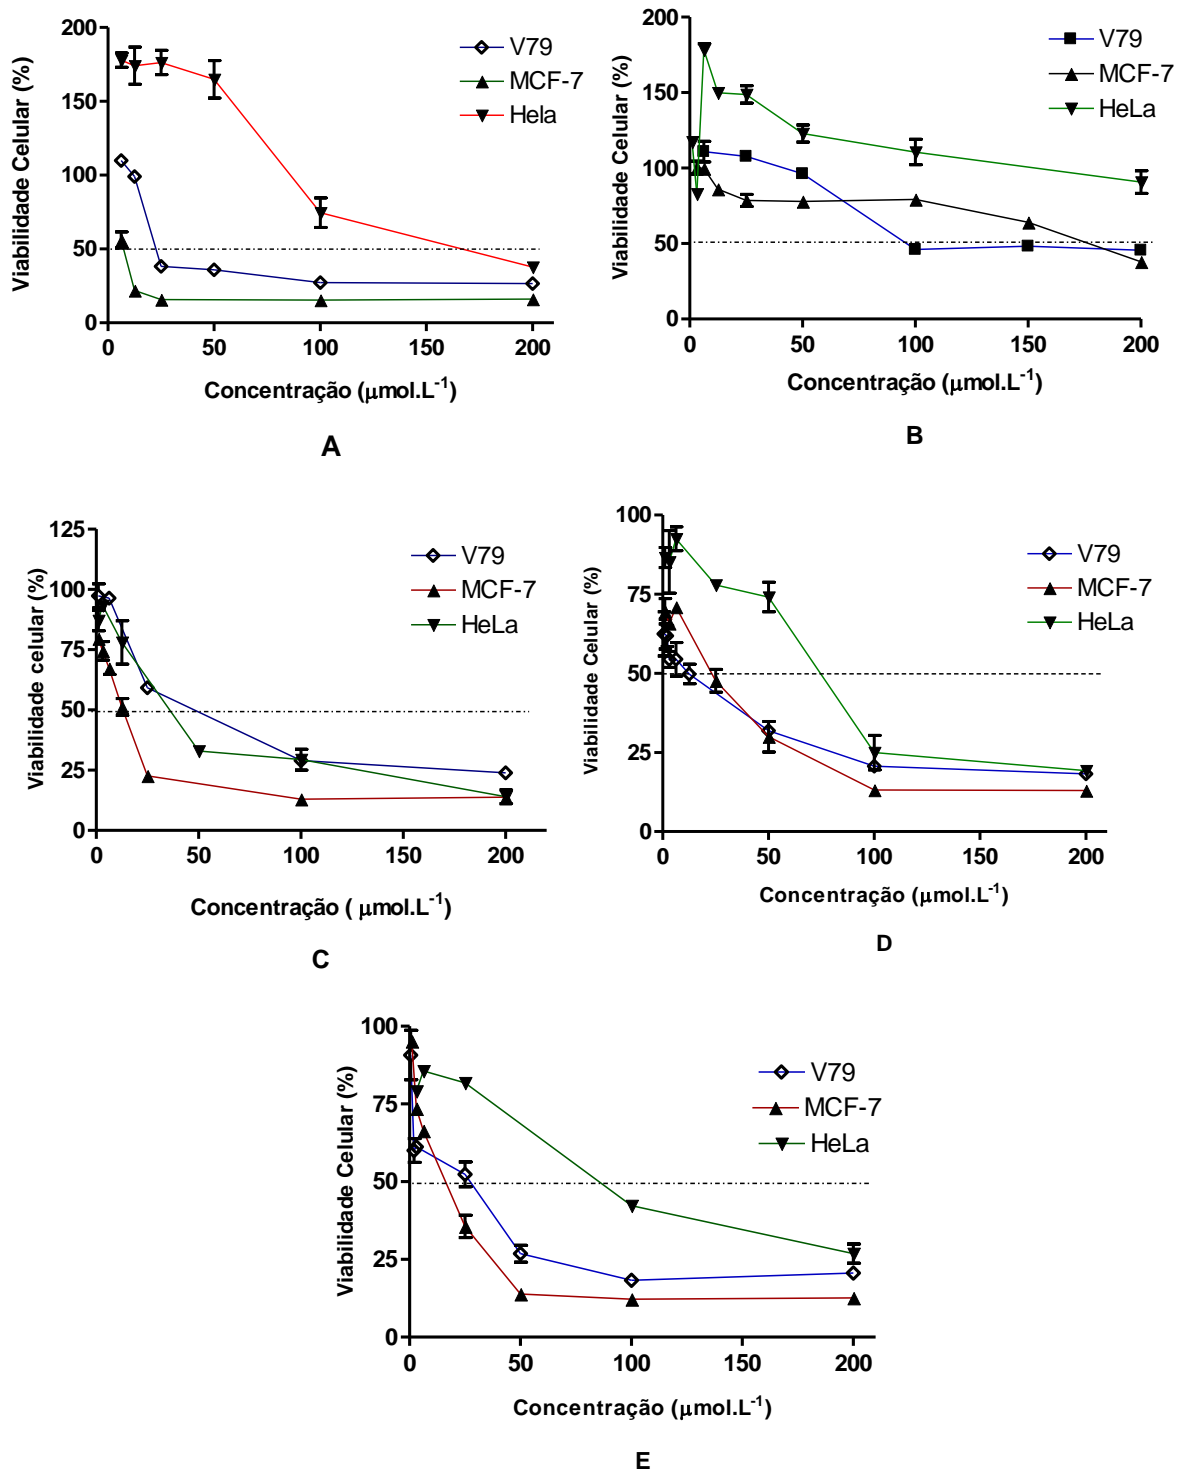 200
150
100
50
0
Viabilidade Celular (%)
0 50 100 150 200
Concentração (μmol.L-1)
V79
MCF-7
Hela
A
200
150
100
50
0
Viabilidade Celular (%)
0 50 100 150 200
Concentração (μmol.L-1)
V79
MCF-7
HeLa
B
125
100
75
50
25
0
Viabilidade celular (%)
0 50 100 150 200
Concentração ( μmol.L-1)
V79
MCF-7
HeLa
C
100
75
50
25
0
Viabilidade Celular (%)
0 50 100 150 200
Concentração (μmol.L-1)
V79
MCF-7
HeLa
D
100
75
50
25
0
Viabilidade Celular (%)
0 50 100 150 200
Concentração (μmol.L-1)
V79
MCF-7
HeLa
E